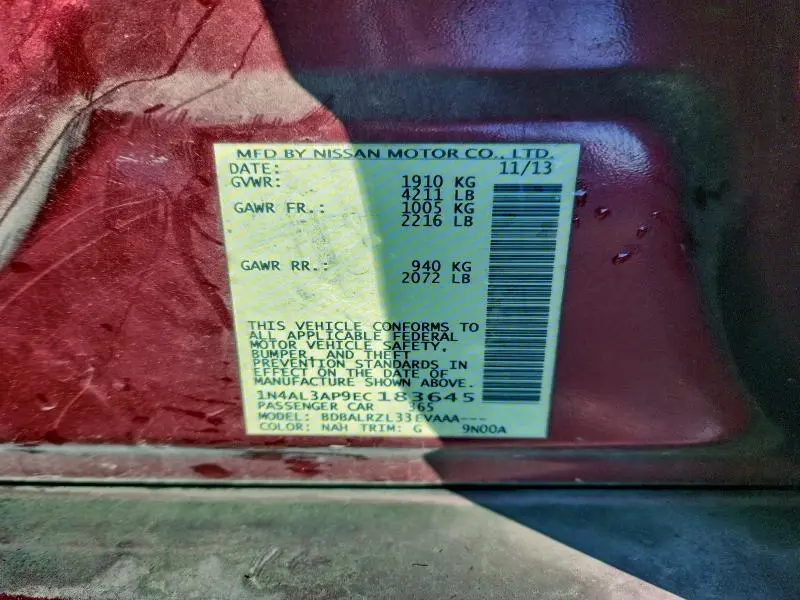 MFD BY NISSAN MOTOR CO., LTD.
DATE: 11/13
GVWR: 1910 KG
4211 LB
GAWR FR.: 1005 KG
2216 LB
GAWR RR.: 940 KG
2072 LB
THIS VEHICLE CONFORMS TO
ALL APPLICABLE FEDERAL
MOTOR VEHICLE SAFETY,
BUMPER, AND THEFT
PREVENTION STANDARDS IN
EFFECT ON THE DATE OF
MANUFACTURE SHOWN ABOVE.
1N4AL3AP9EC183645
PASSENGER CAR 365
MODEL: BDBALRZL33EVAAA---
COLOR: NAH TRIM: G 9N00A